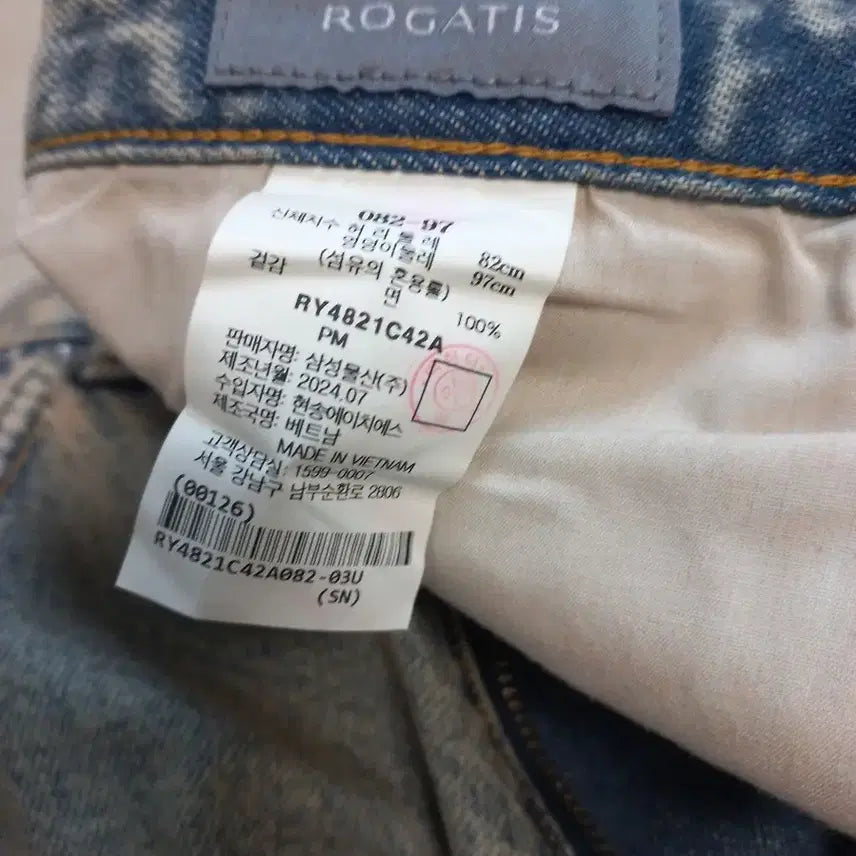 ROGATIS
082-97
신체치수 허리둘레 82cm
엉덩이둘레 97cm
(섬유의 혼용률)
겉감 면 100%
RY4821C42A
PM
판매자명: 삼성물산(주)
제조년월: 2024.07
수입자명: 현송에이치에스
제조국명: 베트남
MADE IN VIETNAM
고객상담실: 1599-0007
서울 강남구 남부순환로 2806
(00126)
RY4821C42A082-03U
(SN)